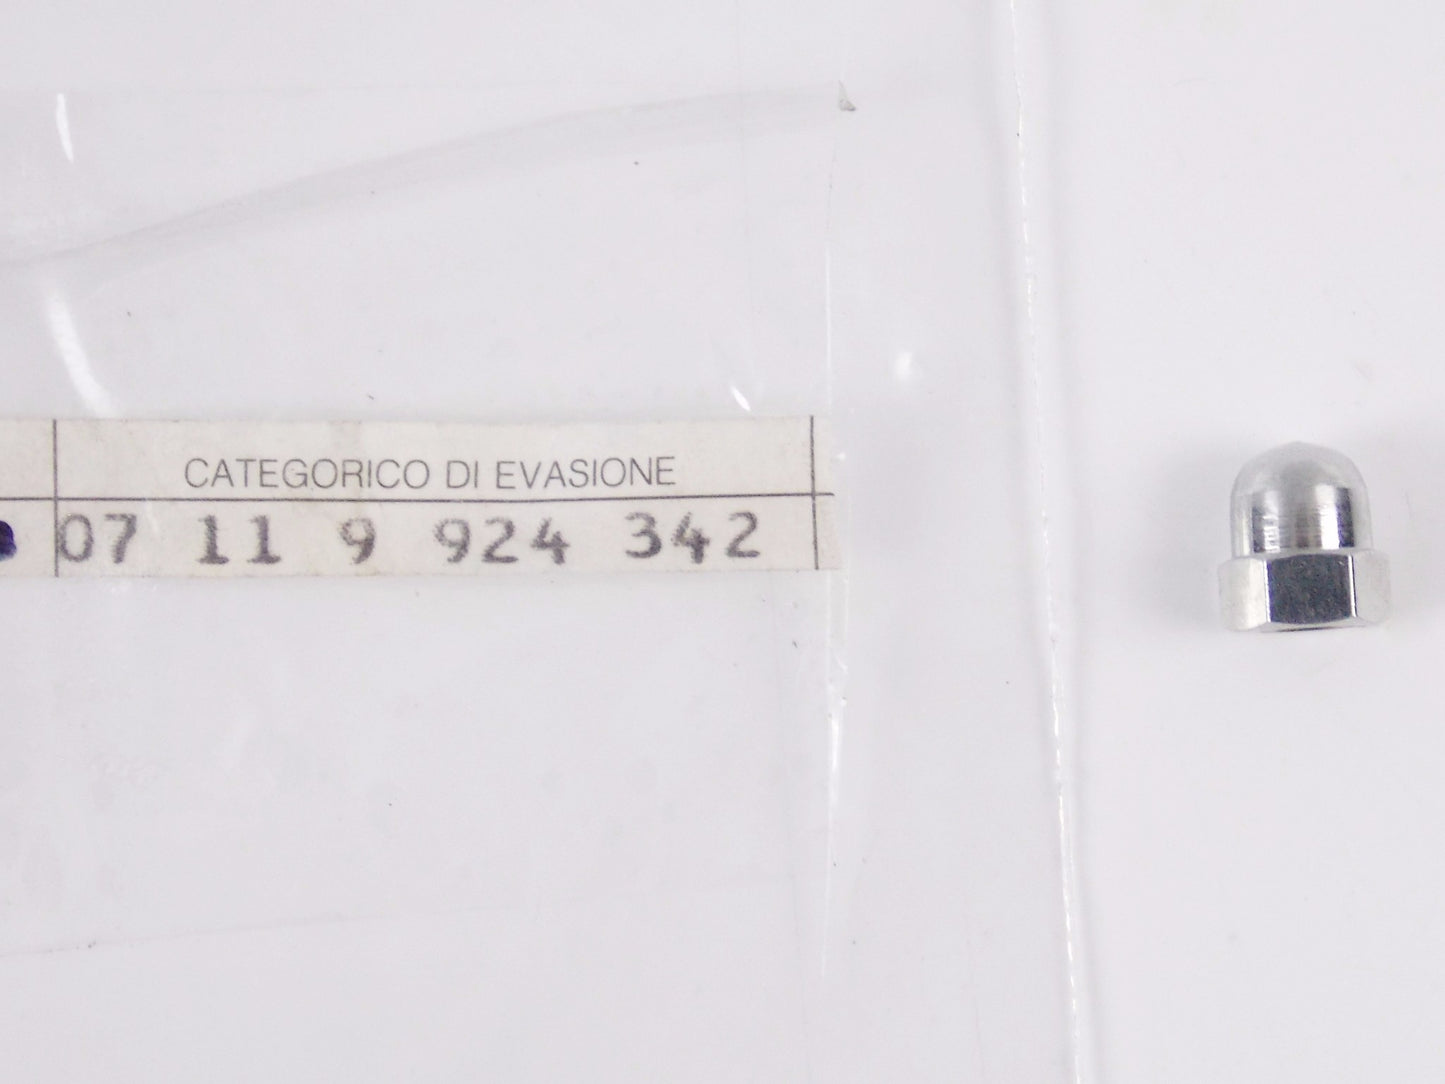 CATEGORICO DI EVASIONE
07 11 9 924 342